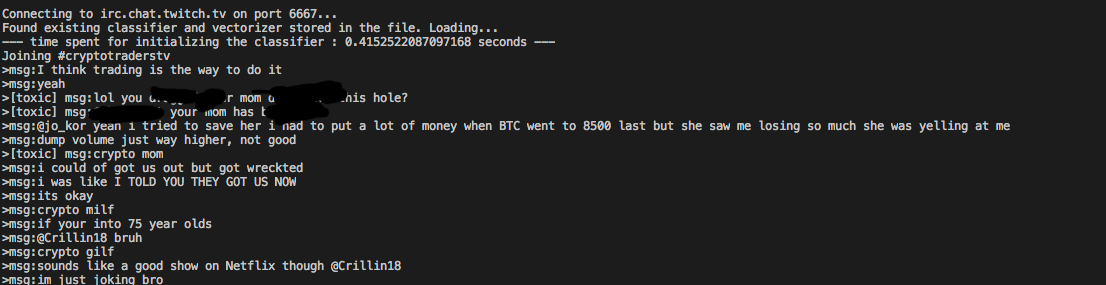 Connecting to irc.chat.twitch.tv on port 6667...
Found existing classifier and vectorizer stored in the file. Loading...
——— time spent for initializing the classifier : 0.4152522087097168 seconds ———
Joining #cryptotraderstv
>msg:I think trading is the way to do it
>msg:yeah
>[toxic] msg:lol you mom hole?
>[toxic] msg: your mom has
>msg:@jo_kor yeah i tried to save her i had to put a lot of money when BTC went to 8500 last but she saw me losing so much she was yelling at me
>msg:dump volume just way higher, not good
>[toxic] msg:crypto mom
>msg:i could of got us out but got wreckted
>msg:i was like I TOLD YOU THEY GOT US NOW
>msg:its okay
>msg:crypto milf
>msg:if your into 75 year olds
>msg:@Crillin18 bruh
>msg:crypto gilf
>msg:sounds like a good show on Netflix though @Crillin18
>msg:im just joking bro